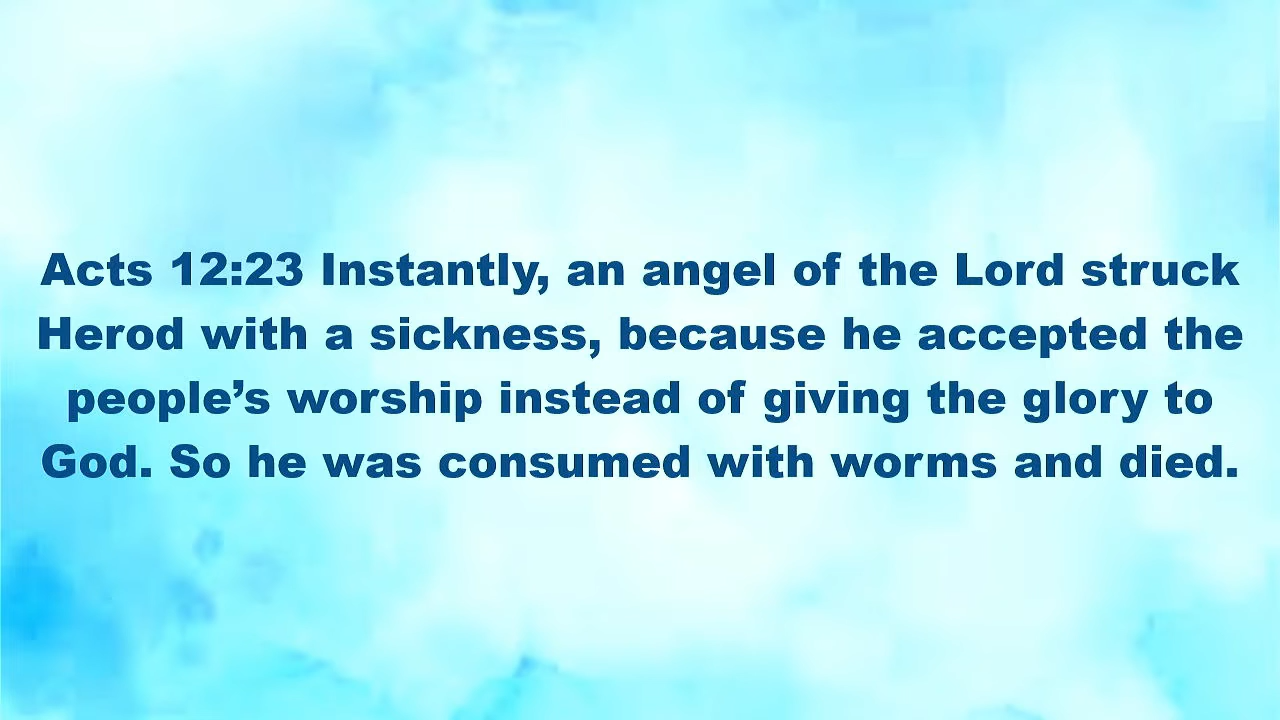 Acts 12:23 Instantly, an angel of the Lord struck
Herod with a sickness, because he accepted the
people’s worship instead of giving the glory to
God. So he was consumed with worms and died.